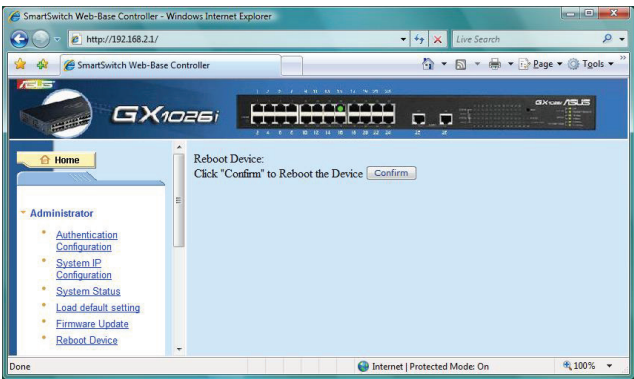 SmartSwitch Web-Base Controller - Windows Internet Explorer
http://192.168.2.1/
Live Search
SmartSwitch Web-Base Controller
Page
Tools
ASUS
GX1026i
Home
Administrator
Authentication
Configuration
System IP
Configuration
System Status
Load default setting
Firmware Update
Reboot Device
Reboot Device:
Click "Confirm" to Reboot the Device Confirm
Done
Internet | Protected Mode: On
100%